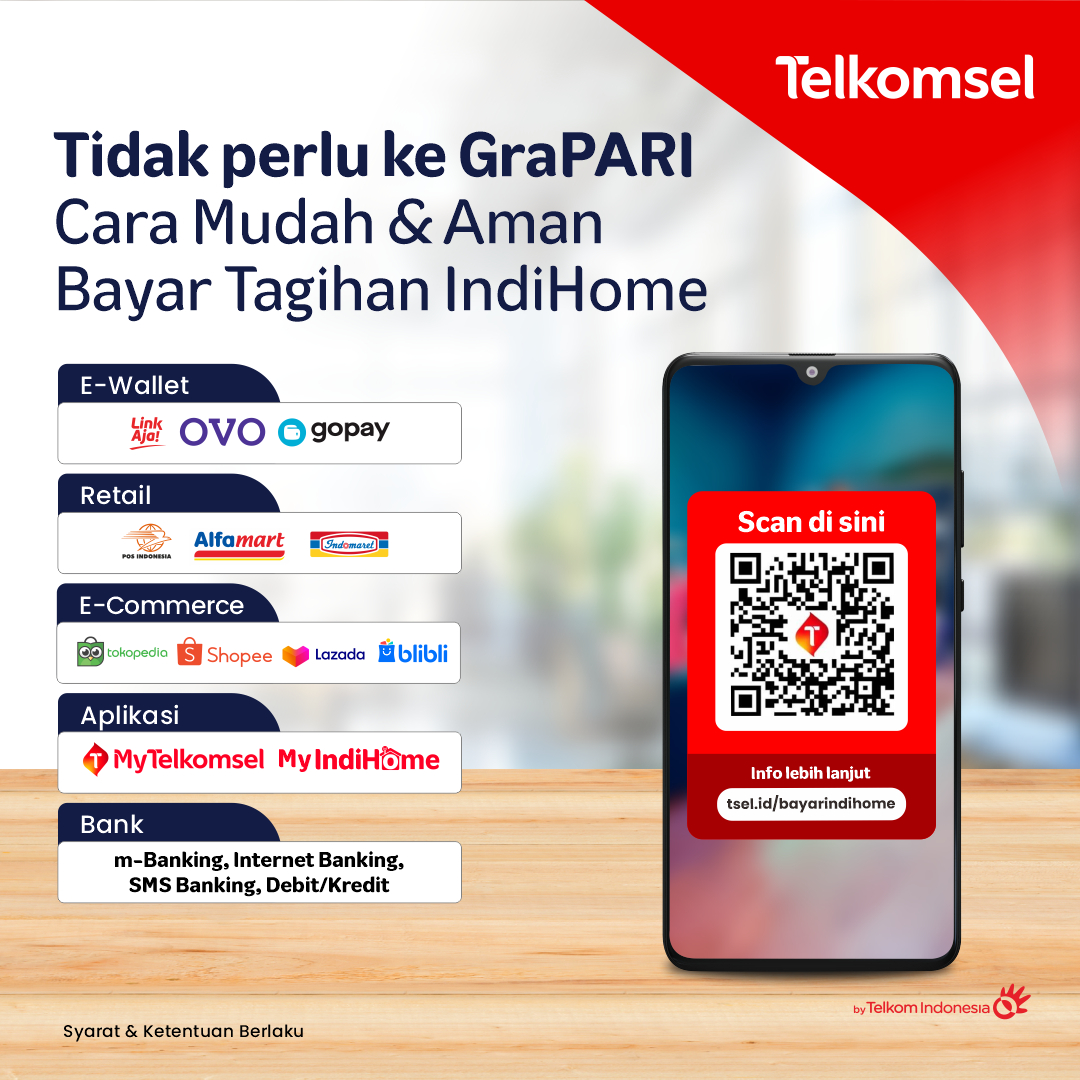 Telkomsel
Tidak perlu ke GraPARI
Cara Mudah & Aman
Bayar Tagihan IndiHome
E-Wallet
Link
Aja!
OVO
gopay
Retail
POS INDONESIA
Alfamart
Indomaret
E-Commerce
tokopedia
Shopee
Lazada
blibli
Aplikasi
T MyTelkomsel
MyIndiHome
Bank
m-Banking, Internet Banking,
SMS Banking, Debit/Kredit
Scan di sini
T
Info lebih lanjut
tsel.id/bayarindihome
by Telkom Indonesia
Syarat & Ketentuan Berlaku